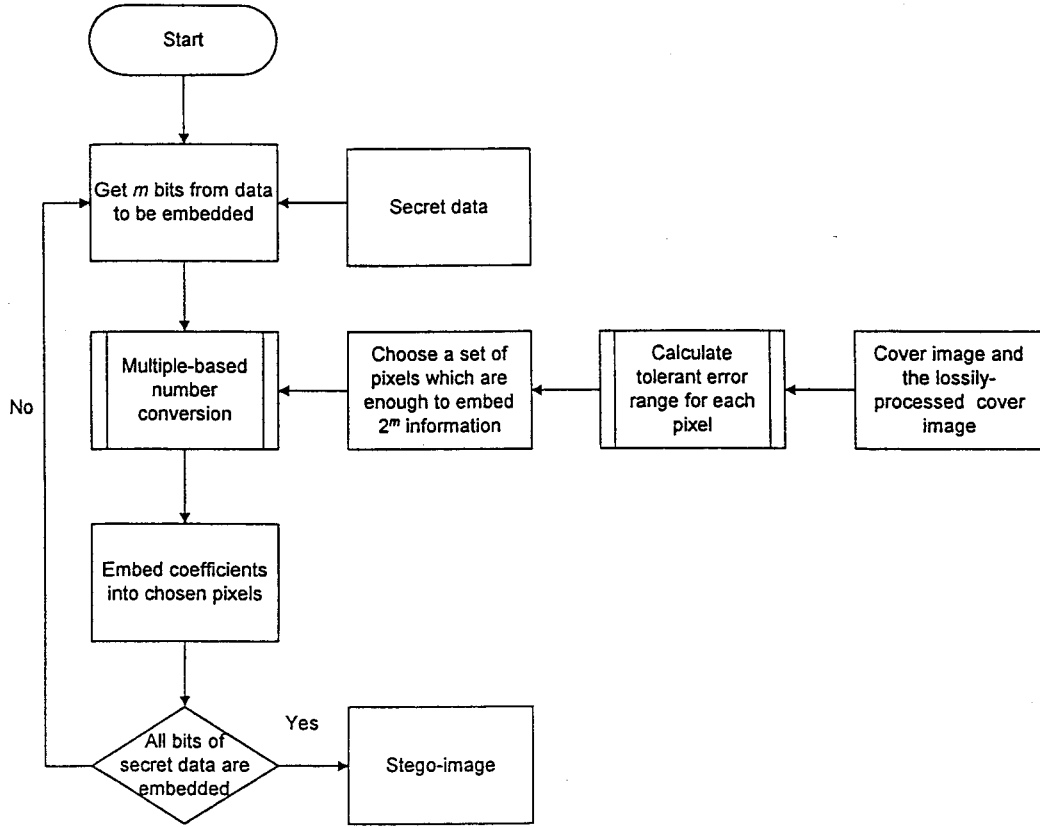 Start
Get m bits from data
to be embedded
Secret data
Multiple-based
number
conversion
Choose a set of
pixels which are
enough to embed
2^m information
Calculate
tolerant error
range for each
pixel
Cover image and
the lossily-
processed cover
image
No
Embed coefficients
into chosen pixels
All bits of
secret data are
embedded
Yes
Stego-image